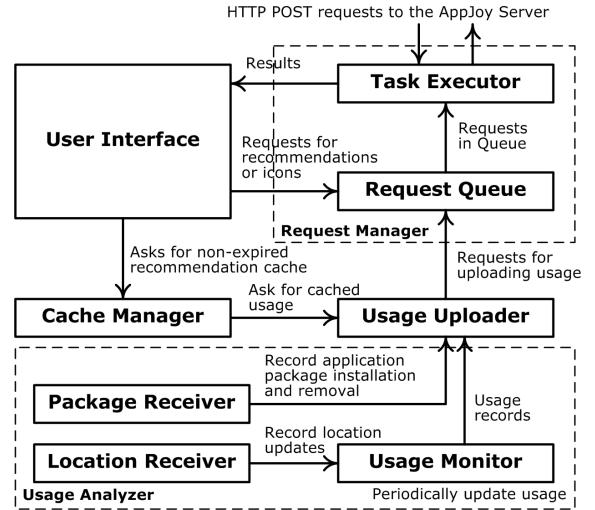 HTTP POST requests to the AppJoy Server
Results
Task Executor
User Interface
Requests
in Queue
Requests for
recommendations
or icons
Request Queue
Request Manager
Asks for non-expired
recommendation cache
Requests for
uploading usage
Ask for cached
usage
Cache Manager
Usage Uploader
Record application
package installation
and removal
Package Receiver
Usage
records
Record location
updates
Location Receiver
Usage Monitor
Usage Analyzer
Periodically update usage